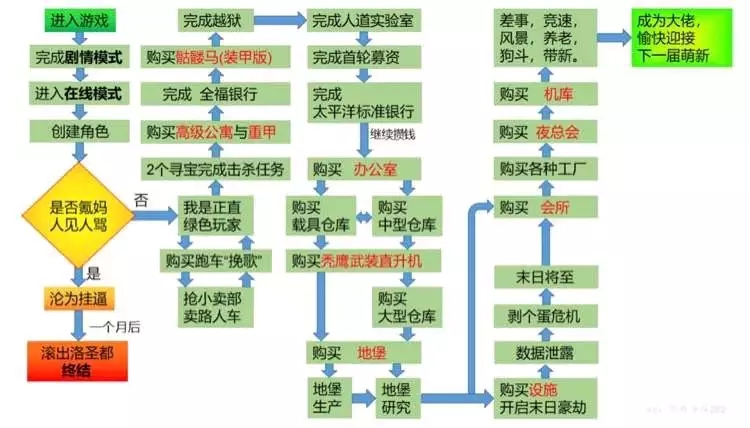 进入游戏
完成剧情模式
进入在线模式
创建角色
是否氪妈
人见人骂
否
是
沦为挂逼
一个月后
滚出洛圣都
终结
完成越狱
购买骷髅马(装甲版)
完成 全福银行
购买高级公寓与重甲
2个寻宝完成击杀任务
我是正直
绿色玩家
购买跑车“挽歌”
抢小卖部
卖路人车
完成人道实验室
完成首轮募资
完成
太平洋标准银行
继续攒钱
购买 办公室
购买
载具仓库
购买
中型仓库
购买秃鹰武装直升机
购买
大型仓库
购买 地堡
地堡
生产
地堡
研究
差事，竞速，
风景，养老，
狗斗，带新。
购买 机库
购买 夜总会
购买各种工厂
购买 会所
末日将至
剥个蛋危机
数据泄露
购买设施
开启末日豪劫
成为大佬，
愉快迎接
下一届萌新